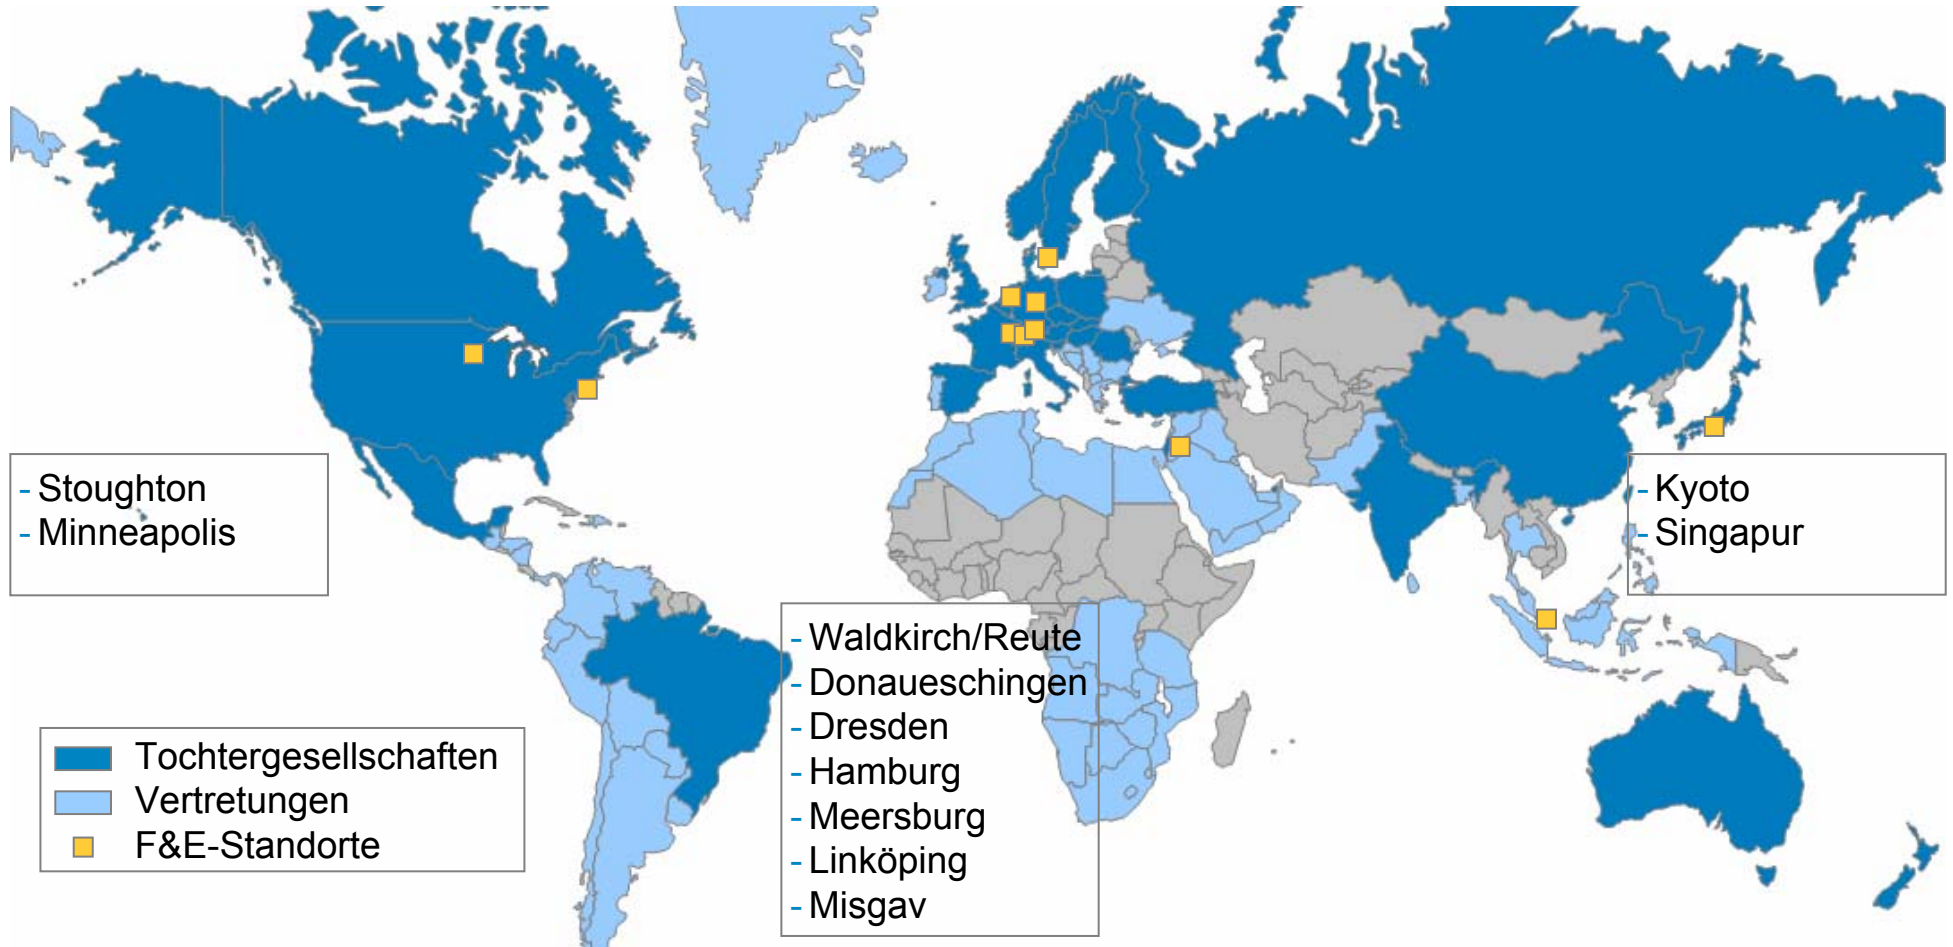 - Stoughton
- Minneapolis
- Kyoto
- Singapur
- Waldkirch/Reute
- Donaueschingen
- Dresden
- Hamburg
- Meersburg
- Linköping
- Misgav
Tochtergesellschaften
Vertretungen
F&E-Standorte